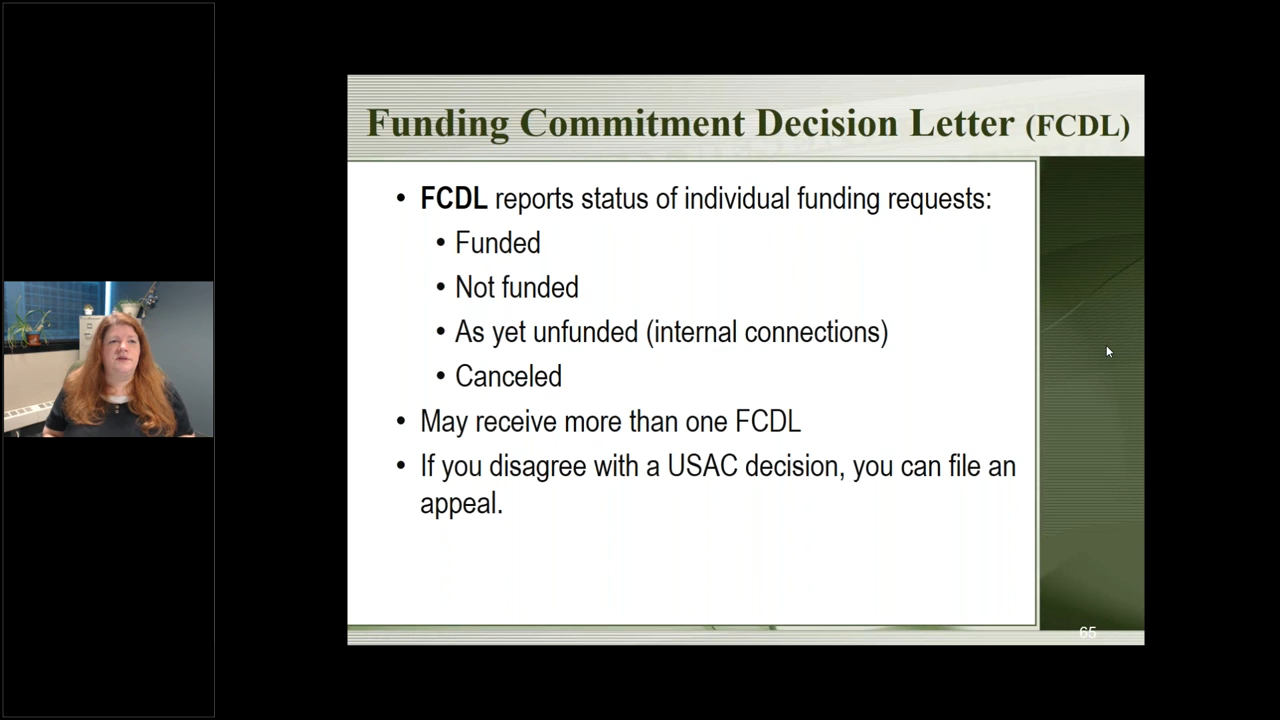 Funding Commitment Decision Letter (FCDL)
• FCDL reports status of individual funding requests:
• Funded
• Not funded
• As yet unfunded (internal connections)
• Canceled
• May receive more than one FCDL
• If you disagree with a USAC decision, you can file an
appeal.
65